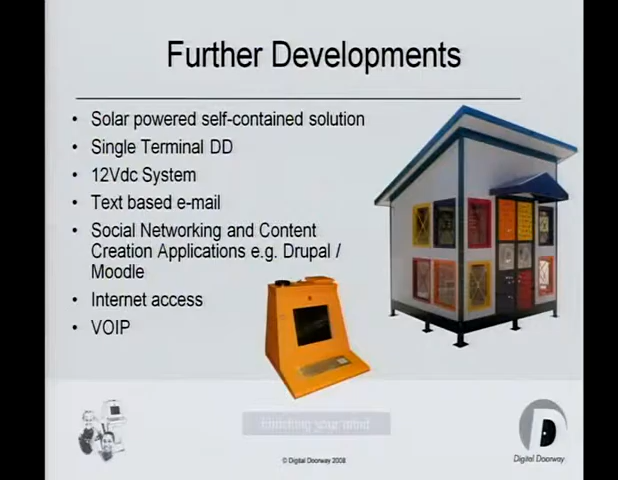 Further Developments
• Solar powered self-contained solution
• Single Terminal DD
• 12Vdc System
• Text based e-mail
• Social Networking and Content
Creation Applications e.g. Drupal /
Moodle
• Internet access
• VOIP
Enriching your mind
© Digital Doorway 2008
Digital Doorway